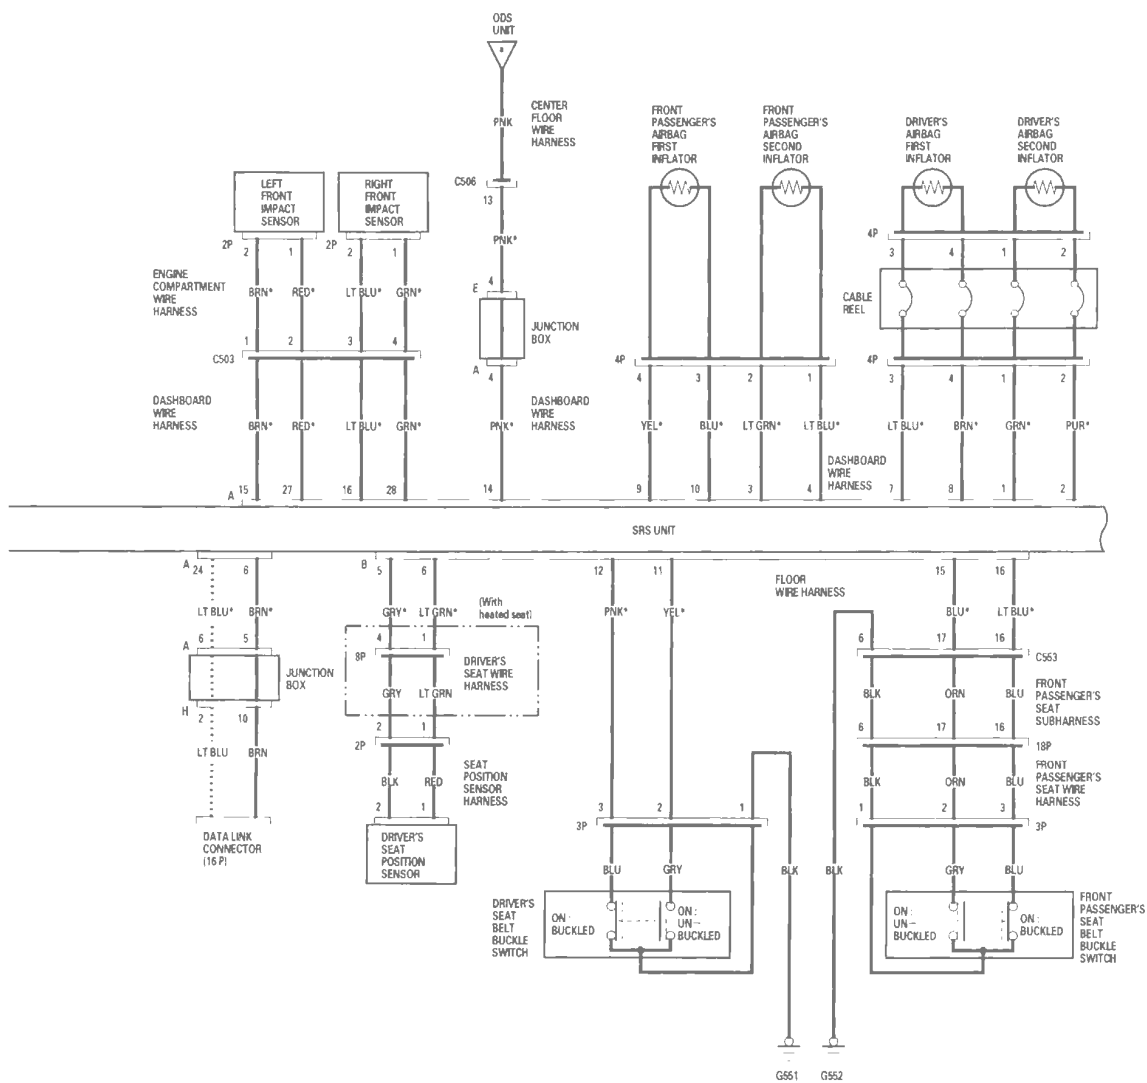 ODS
UNIT
a
PNK
CENTER
FLOOR
WIRE
HARNESS
C506
13
PNK*
4
E
JUNCTION
BOX
A
4
DASHBOARD
WIRE
HARNESS
PNK*
14
LEFT
FRONT
IMPACT
SENSOR
RIGHT
FRONT
IMPACT
SENSOR
2P
2
1
2P
2
1
ENGINE
COMPARTMENT
WIRE
HARNESS
BRN*
RED*
LT BLU*
GRN*
1
2
3
4
C503
DASHBOARD
WIRE
HARNESS
BRN*
RED*
LT BLU*
GRN*
A
15
27
16
28
FRONT
PASSENGER'S
AIRBAG
FIRST
INFLATOR
FRONT
PASSENGER'S
AIRBAG
SECOND
INFLATOR
4P
4
3
2
1
YEL*
BLU*
LT GRN*
LT BLU*
9
10
3
4
DRIVER'S
AIRBAG
FIRST
INFLATOR
DRIVER'S
AIRBAG
SECOND
INFLATOR
4P
3
4
1
2
CABLE
REEL
4P
3
4
1
2
LT BLU*
BRN*
GRN*
PUR*
DASHBOARD
WIRE
HARNESS
7
8
1
2
SRS UNIT
A
24
6
LT BLU*
BRN*
A
6
5
JUNCTION
BOX
H
2
10
LT BLU
BRN
DATA LINK
CONNECTOR
(16 P)
B
5
6
GRY*
LT GRN*
(With
heated seat)
4
1
8P
DRIVER'S
SEAT WIRE
HARNESS
GRY
LT GRN
2
1
2P
BLK
RED
SEAT
POSITION
SENSOR
HARNESS
2
1
DRIVER'S
SEAT
POSITION
SENSOR
12
11
PNK*
YEL*
3
2
1
3P
BLU
GRY
BLK
DRIVER'S
SEAT
BELT
BUCKLE
SWITCH
ON :
BUCKLED
ON :
UN–
BUCKLED
G551
FLOOR
WIRE HARNESS
15
16
BLU*
LT BLU*
6
17
16
C553
BLK
ORN
BLU
FRONT
PASSENGER'S
SEAT
SUBHARNESS
6
17
16
18P
BLK
ORN
BLU
FRONT
PASSENGER'S
SEAT WIRE
HARNESS
1
2
3
3P
BLK
GRY
BLU
ON :
UN–
BUCKLED
ON :
BUCKLED
FRONT
PASSENGER'S
SEAT
BELT
BUCKLE
SWITCH
G552